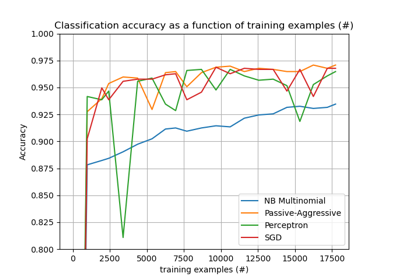 Classification accuracy as a function of training examples (#)
1.000
0.975
0.950
0.925
0.900
0.875
0.850
0.825
0.800
Accuracy
NB Multinomial
Passive-Aggressive
Perceptron
SGD
0
2500
5000
7500
10000
12500
15000
17500
training examples (#)